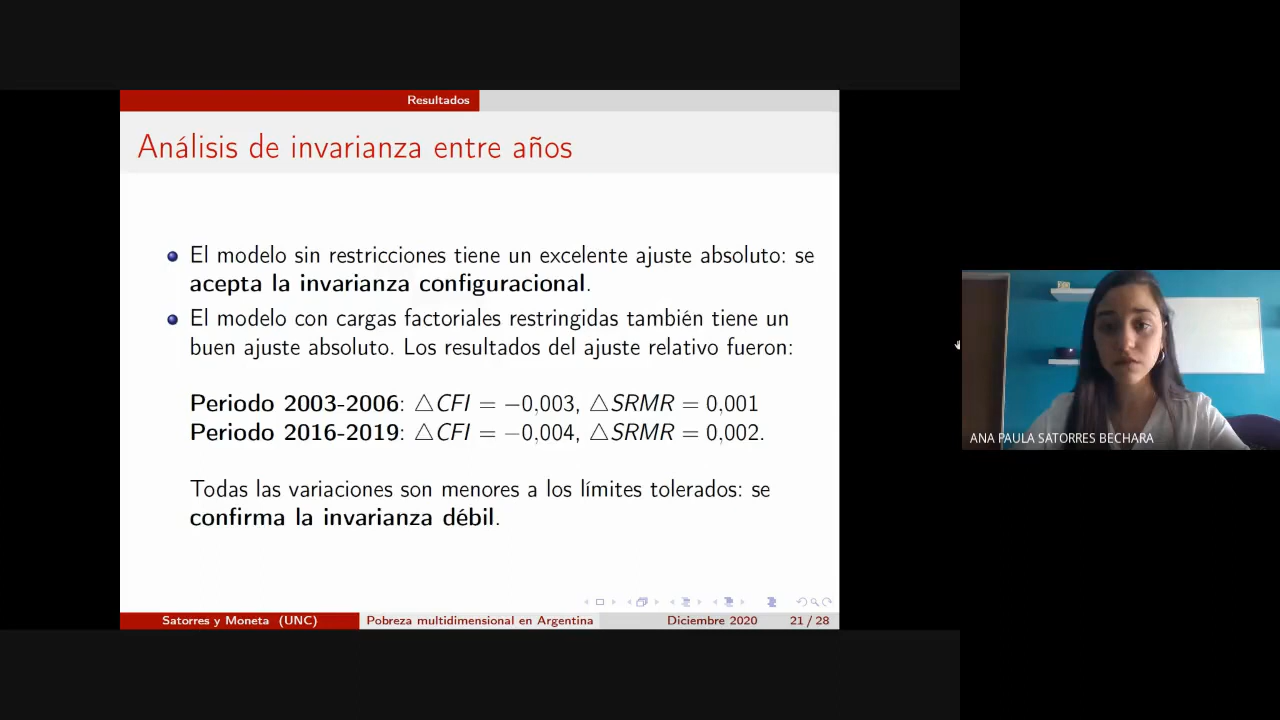 Resultados
Análisis de invarianza entre años
El modelo sin restricciones tiene un excelente ajuste absoluto: se
acepta la invarianza configuracional.
El modelo con cargas factoriales restringidas también tiene un
buen ajuste absoluto. Los resultados del ajuste relativo fueron:
Periodo 2003-2006: △CFI = −0,003, △SRMR = 0,001
Periodo 2016-2019: △CFI = −0,004, △SRMR = 0,002.
Todas las variaciones son menores a los límites tolerados: se
confirma la invarianza débil.
Satorres y Moneta (UNC) Pobreza multidimensional en Argentina Diciembre 2020 21 / 28
ANA PAULA SATORRES BECHARA